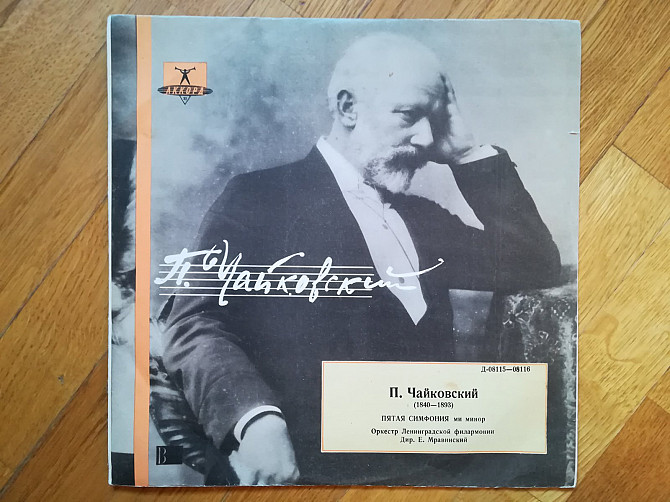 АККОРД
П. Чайковский
Д-08115—08116
П. Чайковский
(1840—1893)
ПЯТАЯ СИМФОНИЯ ми минор
Оркестр Ленинградской филармонии
Дир. Е. Мравинский
В